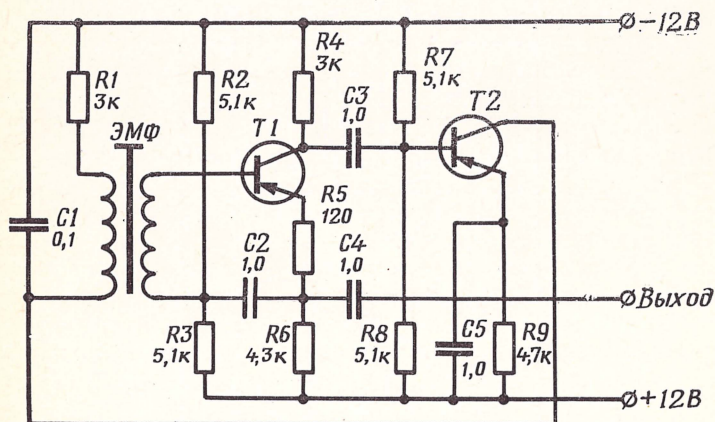 -12В
R1
3к
R2
5,1к
R4
3к
R7
5,1к
C3
1,0
T2
T1
ЭМФ
R5
120
C1
0,1
C2
1,0
C4
1,0
Выход
R3
5,1к
R6
4,3к
R8
5,1к
C5
1,0
R9
4,7к
+12В